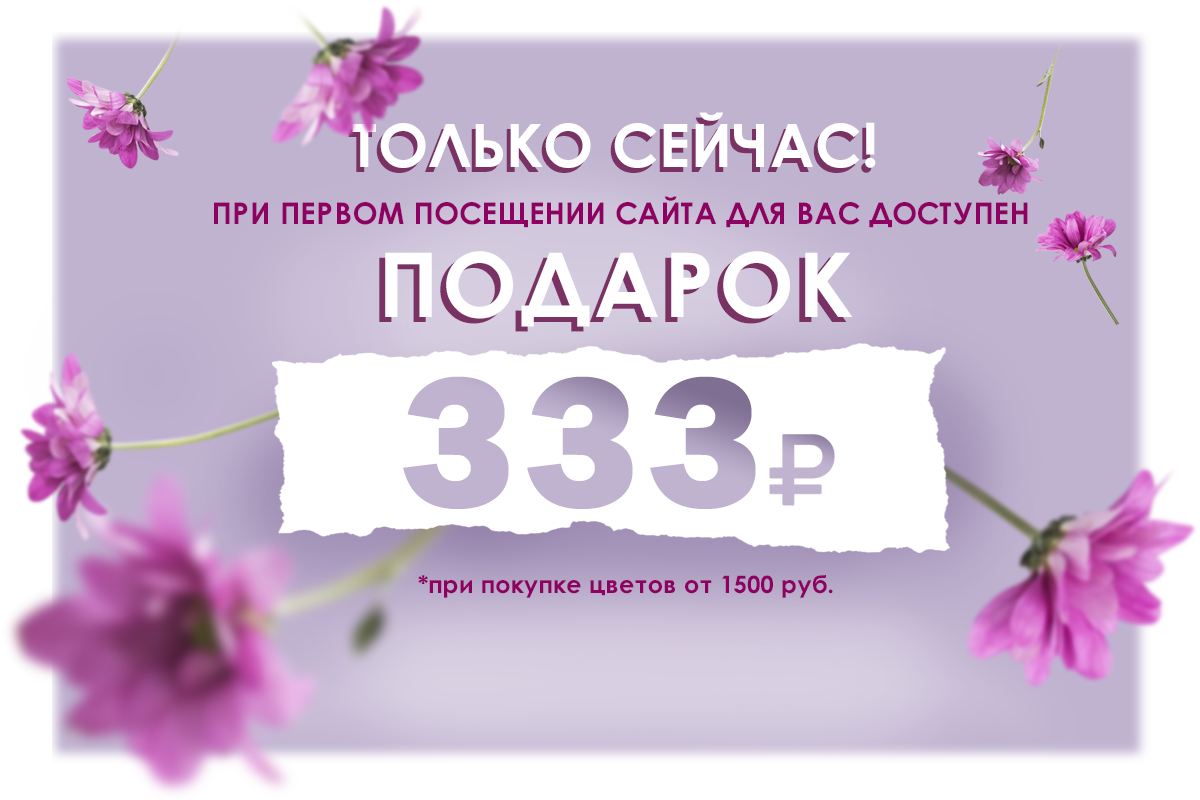 ТОЛЬКО СЕЙЧАС!
ПРИ ПЕРВОМ ПОСЕЩЕНИИ САЙТА ДЛЯ ВАС ДОСТУПЕН
ПОДАРОК
333₽
*при покупке цветов от 1500 руб.